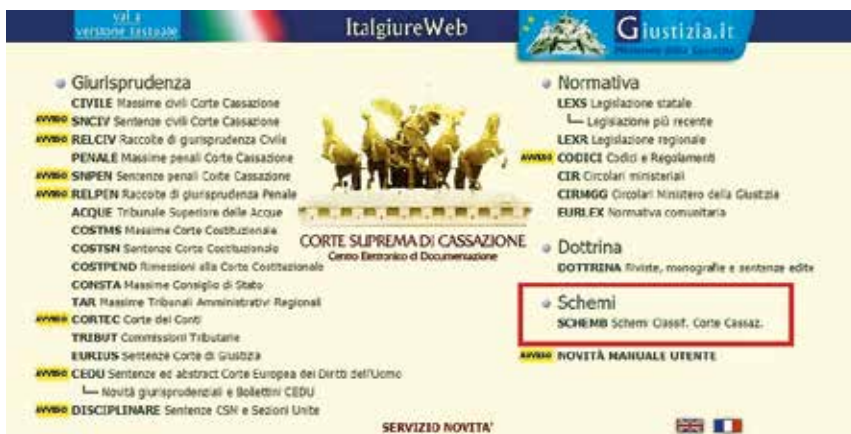 vai a
versione testuale
ItalgiureWeb
Giustizia.it
Ministero della Giustizia
Giurisprudenza
CIVILE Massime civili Corte Cassazione
AVVISO SNCIV Sentenze civili Corte Cassazione
AVVISO RELCIV Raccolte di giurisprudenza Civile
PENALE Massime penali Corte Cassazione
AVVISO SNPEN Sentenze penali Corte Cassazione
AVVISO RELPEN Raccolte di giurisprudenza Penale
ACQUE Tribunale Superiore delle Acque
COSTMS Massime Corte Costituzionale
COSTSN Sentenze Corte Costituzionale
COSTPEND Rimessioni alla Corte Costituzionale
CONSTA Massime Consiglio di Stato
TAR Massime Tribunali Amministrativi Regionali
AVVISO CORTEC Corte dei Conti
TRIBUT Commissioni Tributarie
EURIUS Sentenze Corte di Giustizia
AVVISO CEDU Sentenze ed abstract Corte Europea dei Diritti dell'Uomo
Novità giurisprudenziali e Bollettini CEDU
AVVISO DISCIPLINARE Sentenze CSN e Sezioni Unite
CORTE SUPREMA DI CASSAZIONE
Centro Elettronico di Documentazione
Normativa
LEXS Legislazione statale
Legislazione più recente
LEXR Legislazione regionale
AVVISO CODICI Codici e Regolamenti
CIR Circolari ministeriali
CIRMGG Circolari Ministero della Giustizia
EURLEX Normativa comunitaria
Dottrina
DOTTRINA Riviste, monografie e sentenze edite
Schemi
SCHEMB Schemi Classif. Corte Cassaz.
AVVISO NOVITÀ MANUALE UTENTE
SERVIZIO NOVITA'